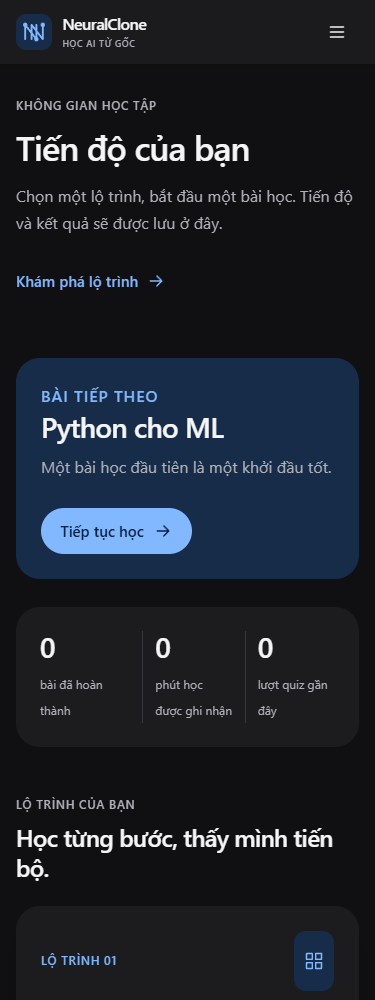 NeuralClone
HỌC AI TỪ GỐC
KHÔNG GIAN HỌC TẬP
Tiến độ của bạn
Chọn một lộ trình, bắt đầu một bài học. Tiến độ
và kết quả sẽ được lưu ở đây.
Khám phá lộ trình
BÀI TIẾP THEO
Python cho ML
Một bài học đầu tiên là một khởi đầu tốt.
Tiếp tục học
0
bài đã hoàn
thành
0
phút học
được ghi nhận
0
lượt quiz gần
đây
LỘ TRÌNH CỦA BẠN
Học từng bước, thấy mình tiến
bộ.
LỘ TRÌNH 01